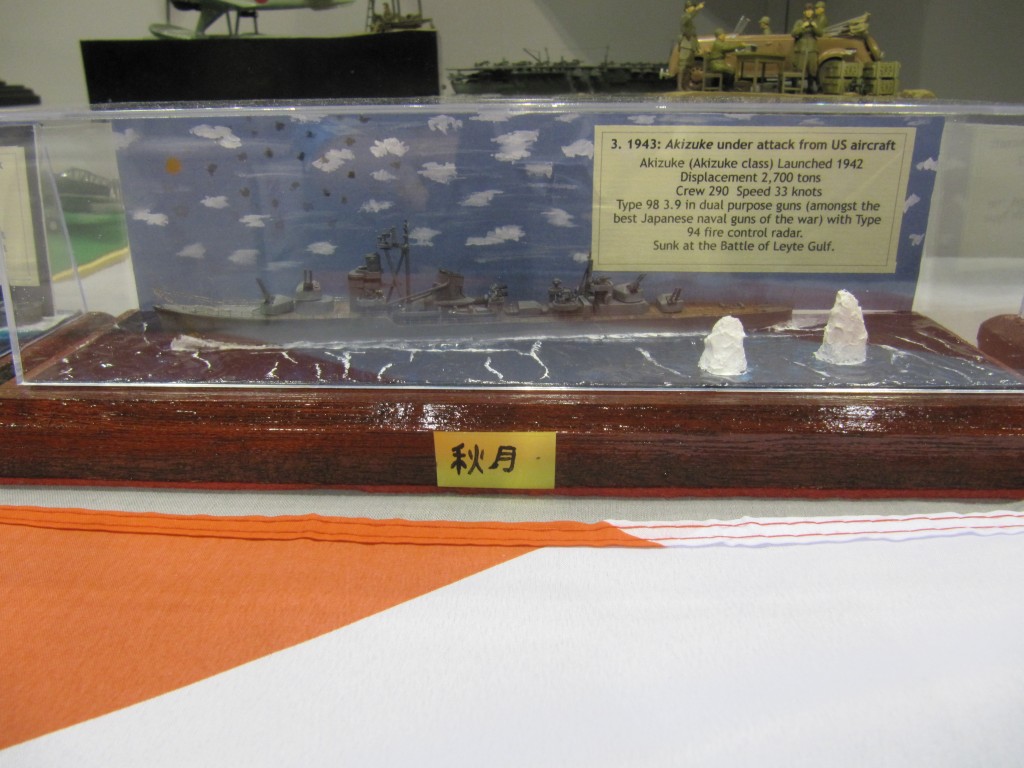 3. 1943: Akizuke under attack from US aircraft
Akizuke (Akizuke class) Launched 1942
Displacement 2,700 tons
Crew 290 Speed 33 knots
Type 98 3.9 in dual purpose guns (amongst the
best Japanese naval guns of the war) with Type
94 fire control radar.
Sunk at the Battle of Leyte Gulf.
秋月